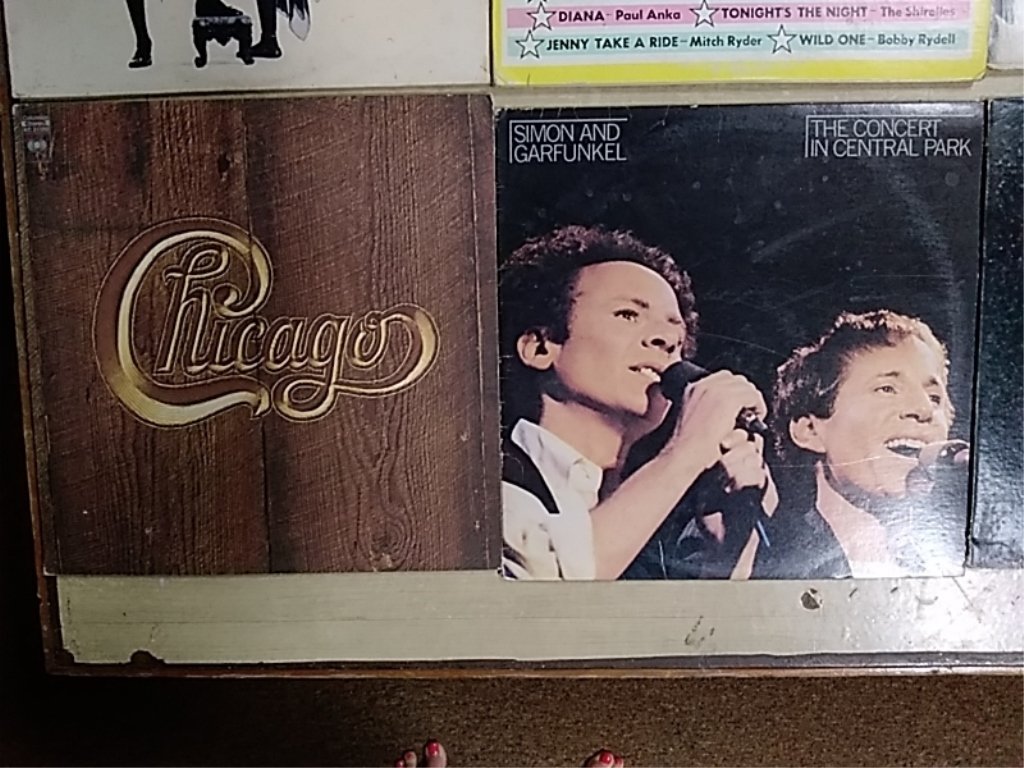 DIANA - Paul Anka ☆ TONIGHT'S THE NIGHT - The Shirelles
JENNY TAKE A RIDE - Mitch Ryder ☆ WILD ONE - Bobby Rydell
Chicago
SIMON AND
GARFUNKEL
THE CONCERT
IN CENTRAL PARK